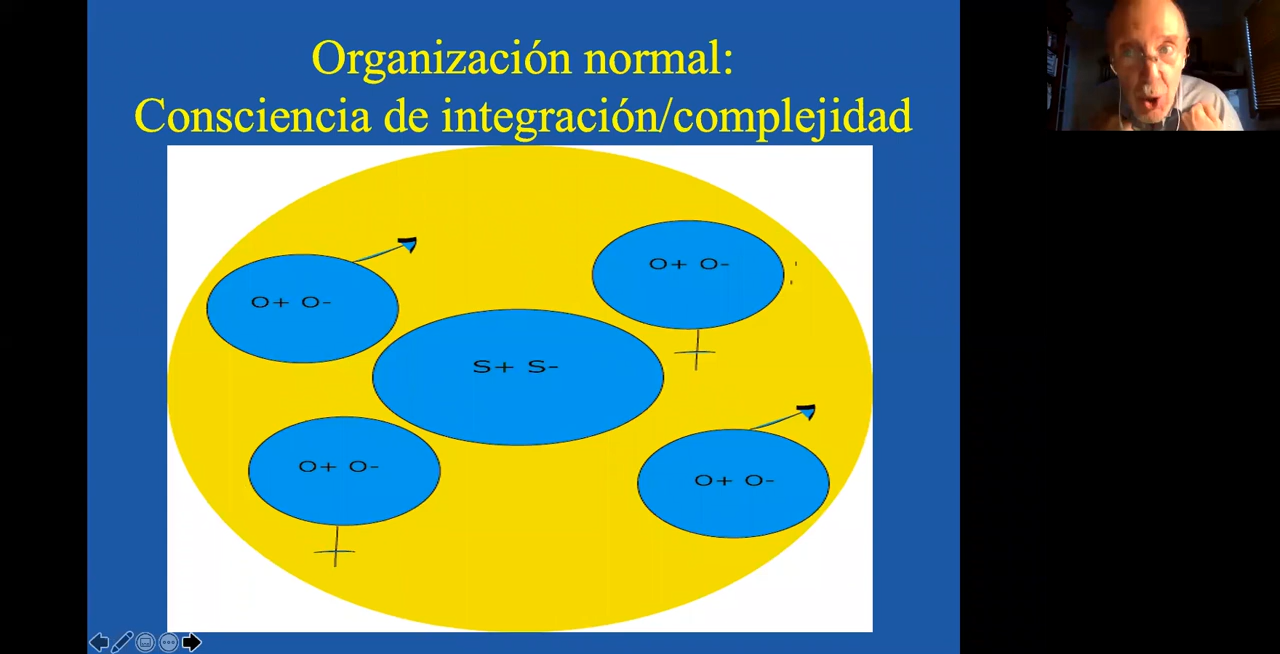 Organización normal:
Consciencia de integración/complejidad
O+ O-
O+ O-
S+ S-
O+ O-
O+ O-